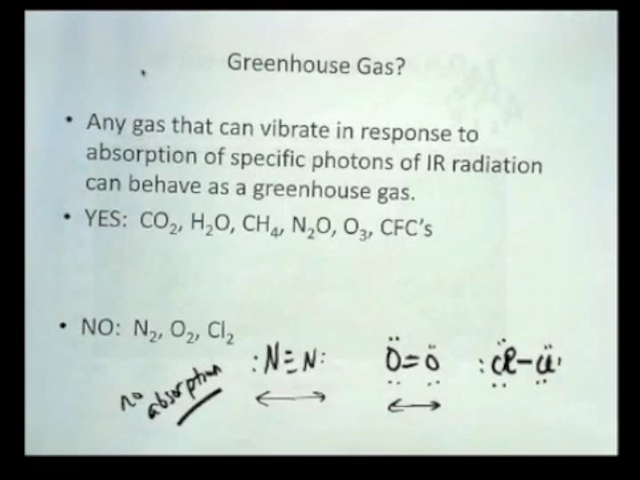 Greenhouse Gas?
• Any gas that can vibrate in response to
absorption of specific photons of IR radiation
can behave as a greenhouse gas.
• YES: CO₂, H₂O, CH₄, N₂O, O₃, CFC's
• NO: N₂, O₂, Cl₂
:N≡N: O=O :Cl–Cl:
no absorption